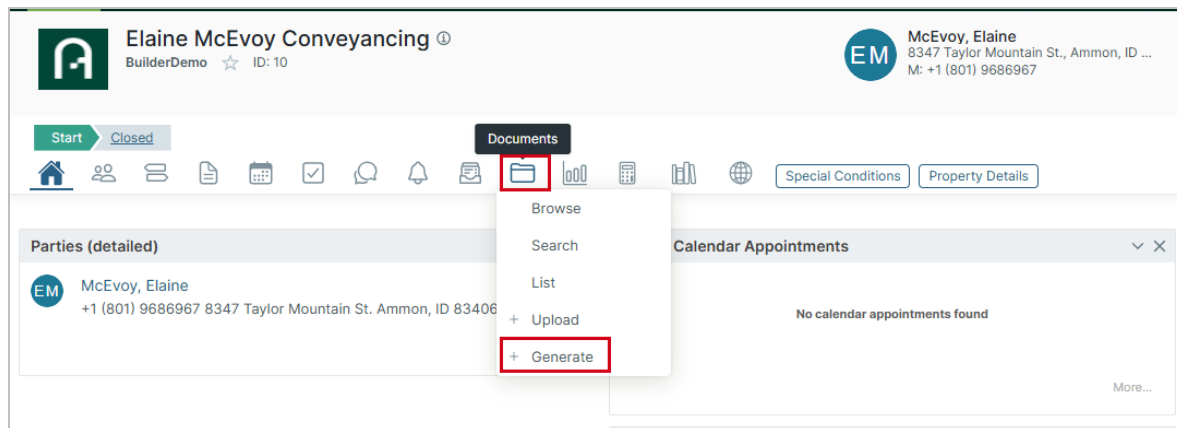 Elaine McEvoy Conveyancing
BuilderDemo ID: 10
EM
McEvoy, Elaine
8347 Taylor Mountain St., Ammon, ID ...
M: +1 (801) 9686967
Start Closed
Documents
Special Conditions Property Details
Browse
Search
List
+ Upload
+ Generate
Parties (detailed)
EM
McEvoy, Elaine
+1 (801) 9686967 8347 Taylor Mountain St. Ammon, ID 83406
Calendar Appointments
No calendar appointments found
More...